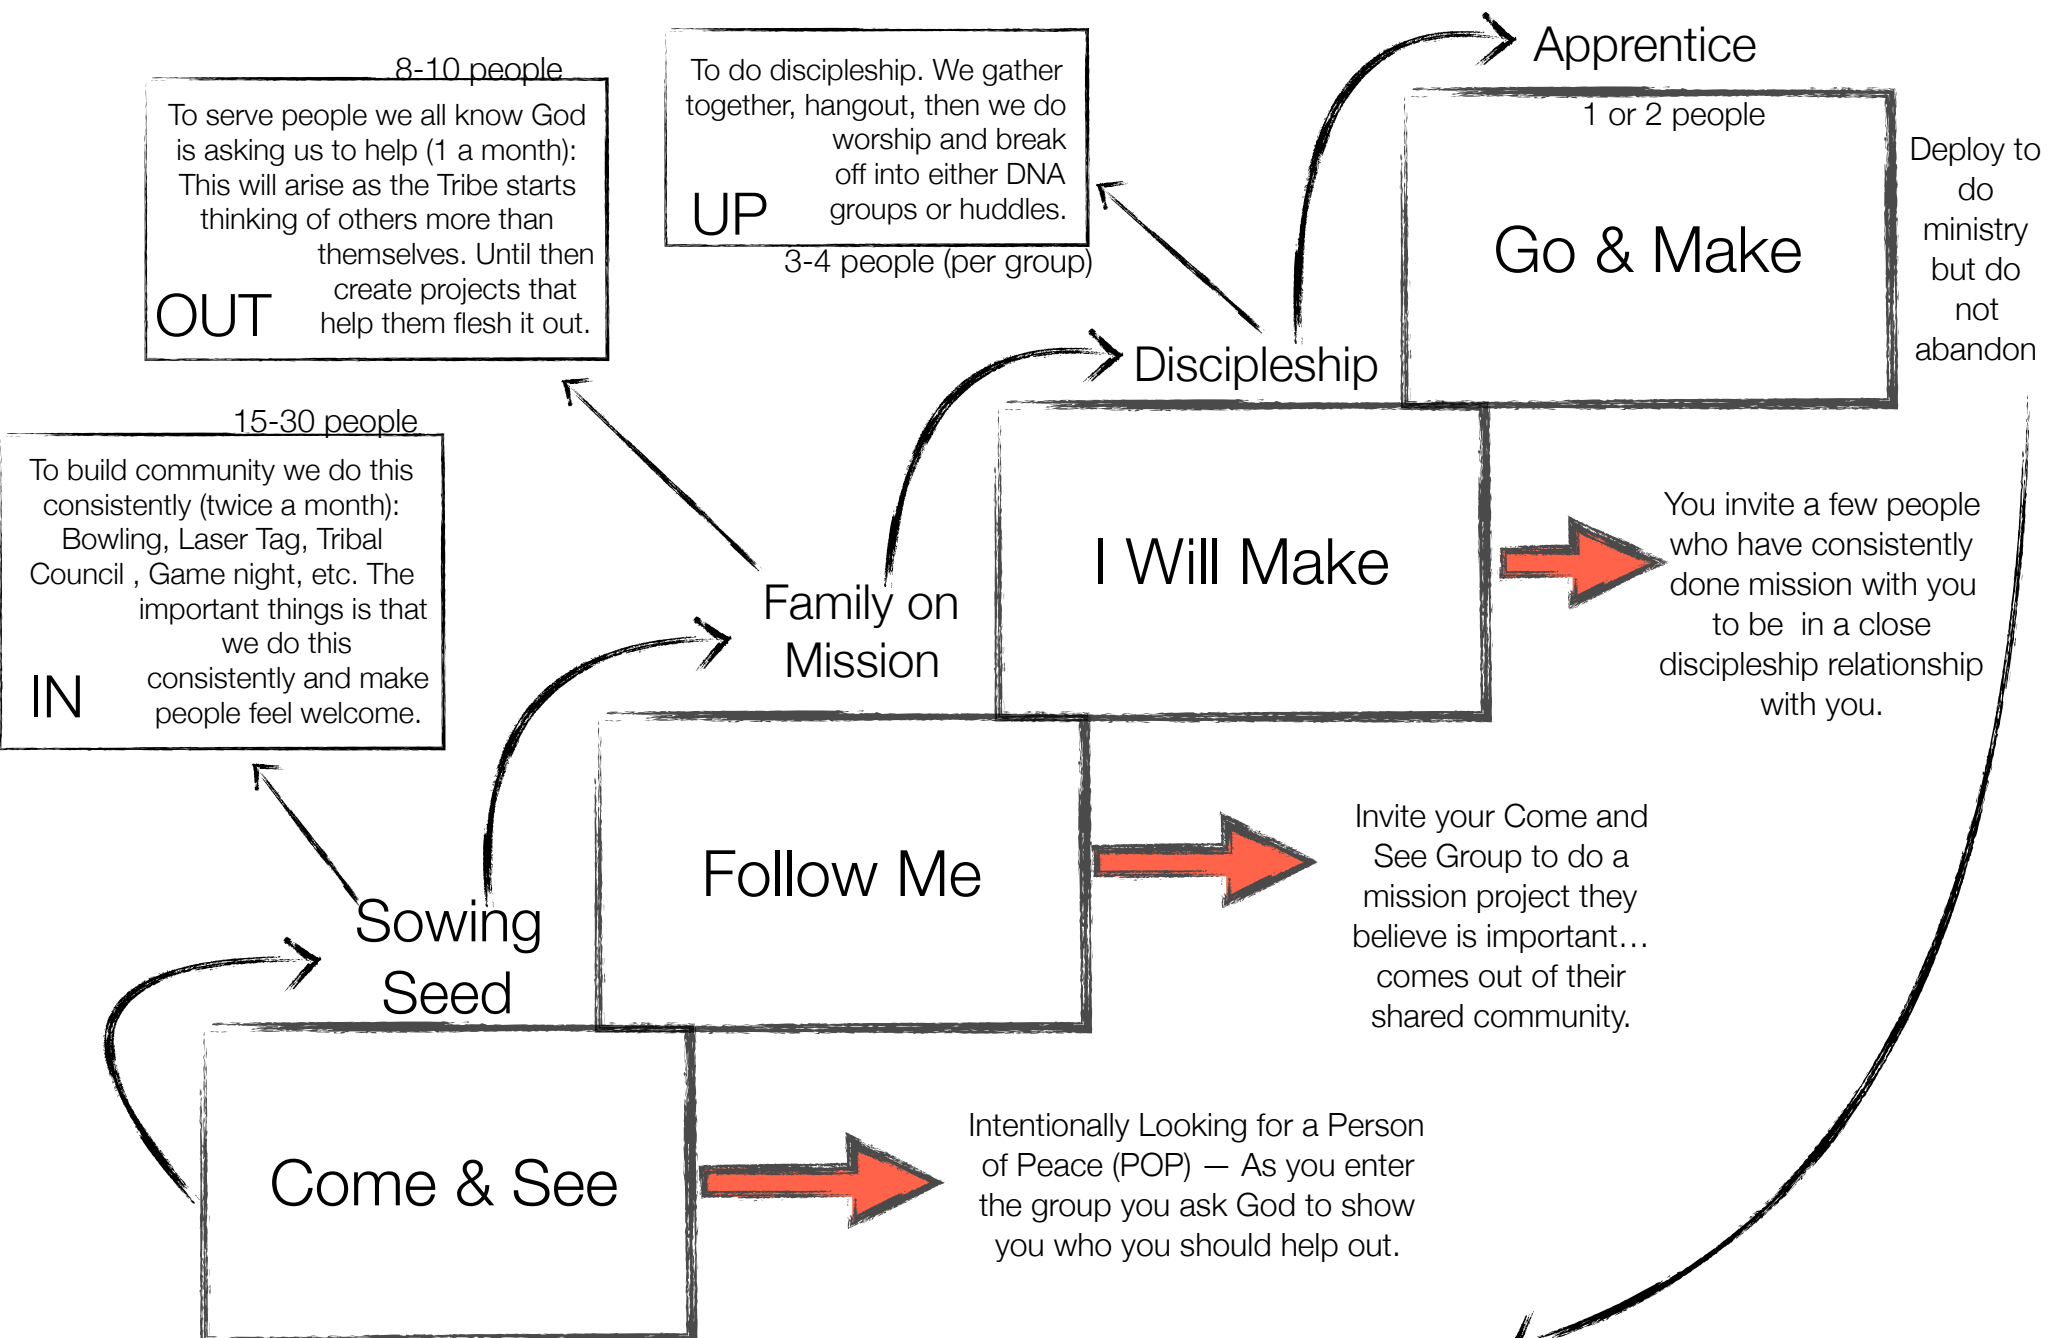 8-10 people
To serve people we all know God
is asking us to help (1 a month):
This will arise as the Tribe starts
thinking of others more than
themselves. Until then
create projects that
help them flesh it out.
OUT
To do discipleship. We gather
together, hangout, then we do
worship and break
off into either DNA
groups or huddles.
UP
3-4 people (per group)
Apprentice
1 or 2 people
Go & Make
Deploy to
do
ministry
but do
not
abandon
15-30 people
To build community we do this
consistently (twice a month):
Bowling, Laser Tag, Tribal
Council , Game night, etc. The
important things is that
we do this
consistently and make
people feel welcome.
IN
Discipleship
I Will Make
You invite a few people
who have consistently
done mission with you
to be  in a close
discipleship relationship
with you.
Family on
Mission
Follow Me
Invite your Come and
See Group to do a
mission project they
believe is important…
comes out of their
shared community.
Sowing
Seed
Come & See
Intentionally Looking for a Person
of Peace (POP) — As you enter
the group you ask God to show
you who you should help out.